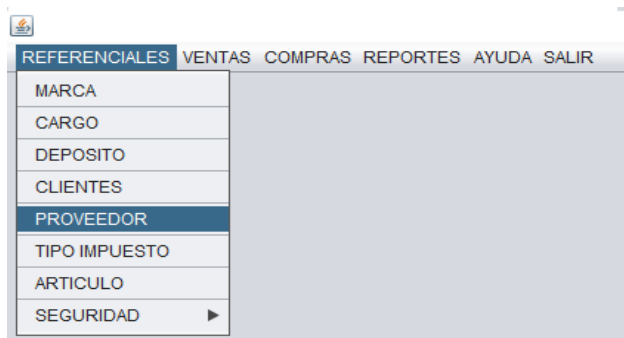 REFERENCIALES VENTAS COMPRAS REPORTES AYUDA SALIR
MARCA
CARGO
DEPOSITO
CLIENTES
PROVEEDOR
TIPO IMPUESTO
ARTICULO
SEGURIDAD